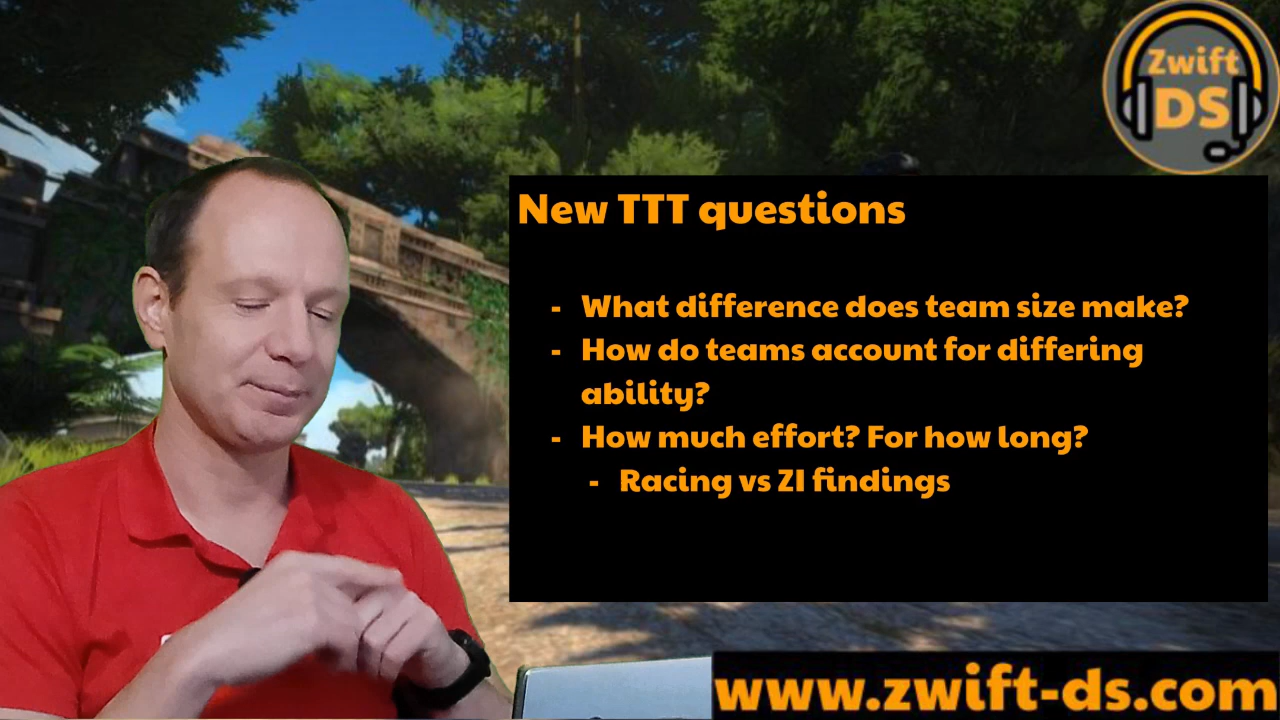 Zwift
DS
New TTT questions
- What difference does team size make?
- How do teams account for differing
ability?
- How much effort? For how long?
- Racing vs ZI findings
www.zwift-ds.com